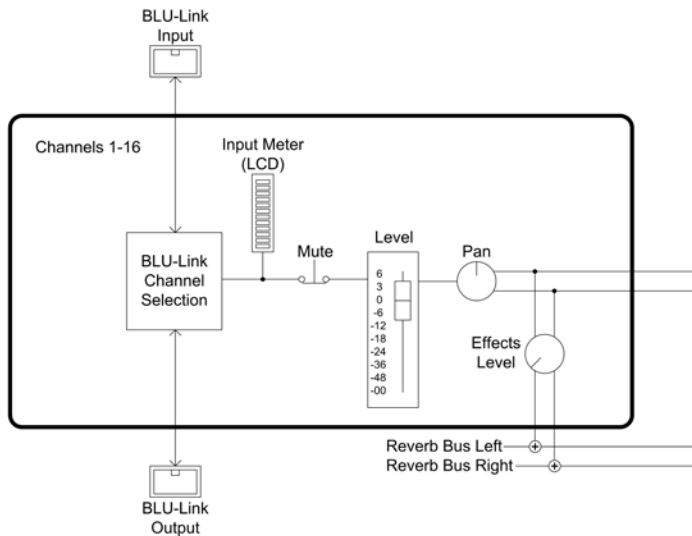 BLU-Link
Input
Channels 1-16
Input Meter
(LCD)
BLU-Link
Channel
Selection
Mute
Level
6
3
0
-6
-12
-18
-24
-36
-48
-00
Pan
Effects
Level
Reverb Bus Left
Reverb Bus Right
BLU-Link
Output